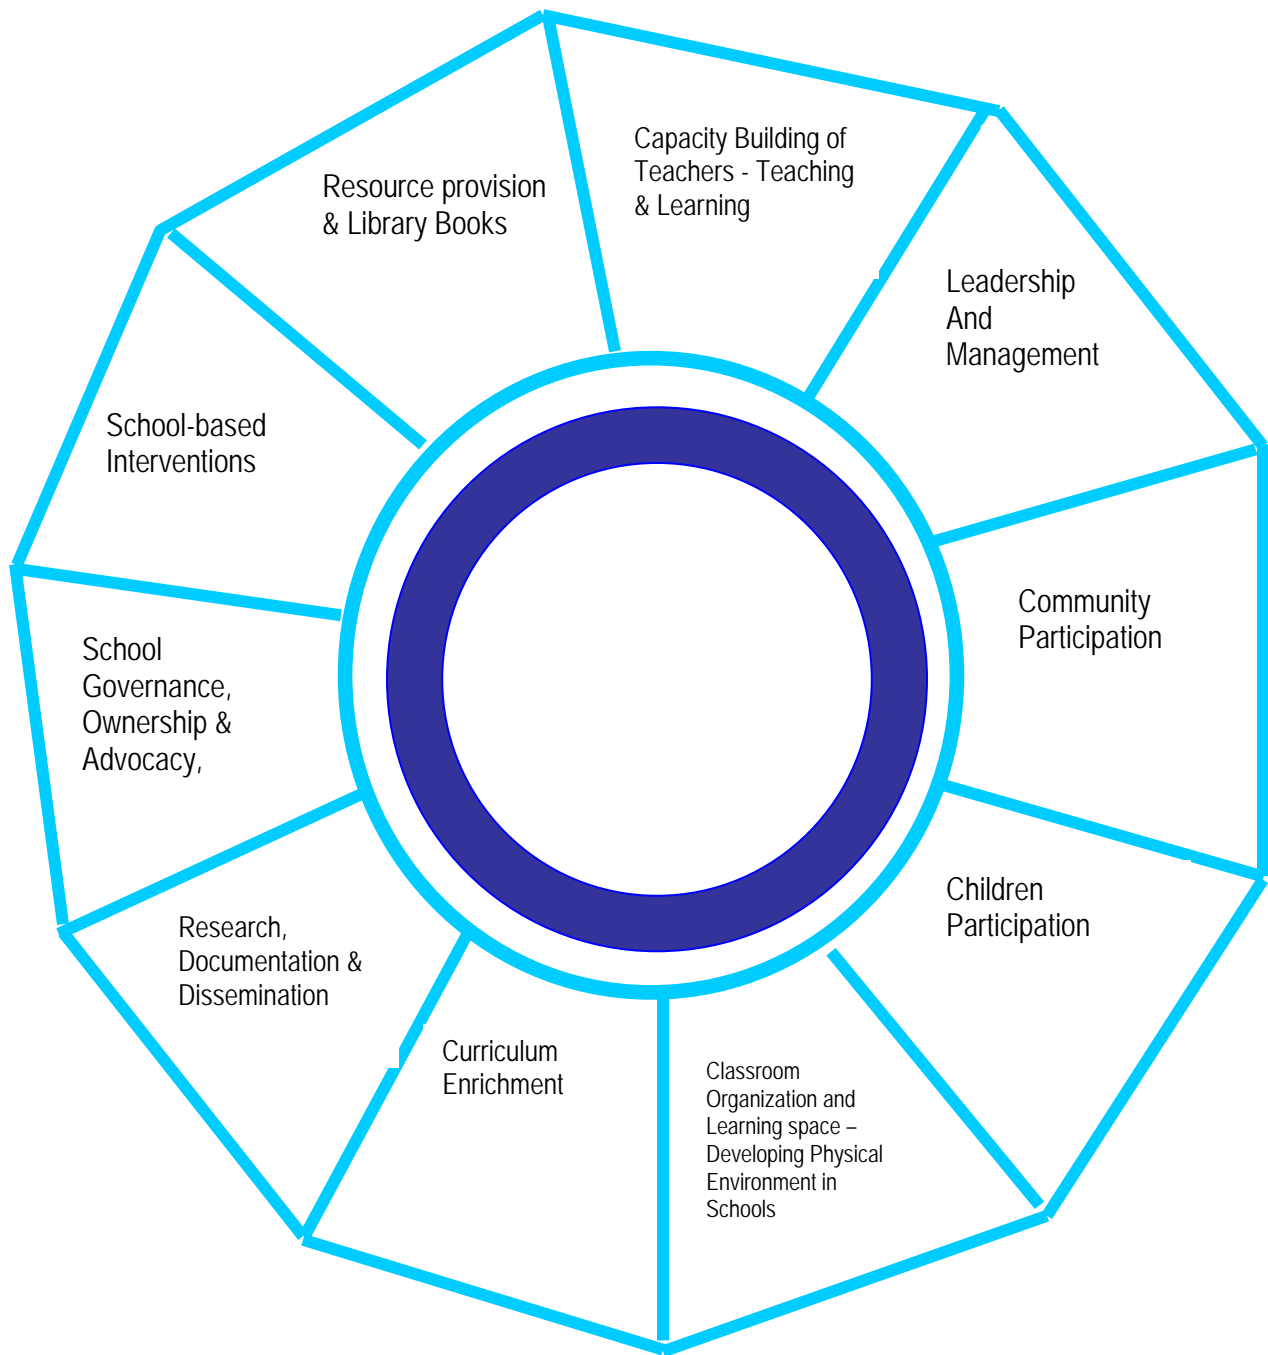 Capacity Building of
Teachers - Teaching
& Learning
Resource provision
& Library Books
Leadership
And
Management
School-based
Interventions
Community
Participation
School
Governance,
Ownership &
Advocacy,
Children
Participation
Research,
Documentation &
Dissemination
Curriculum
Enrichment
Classroom
Organization and
Learning space –
Developing Physical
Environment in
Schools